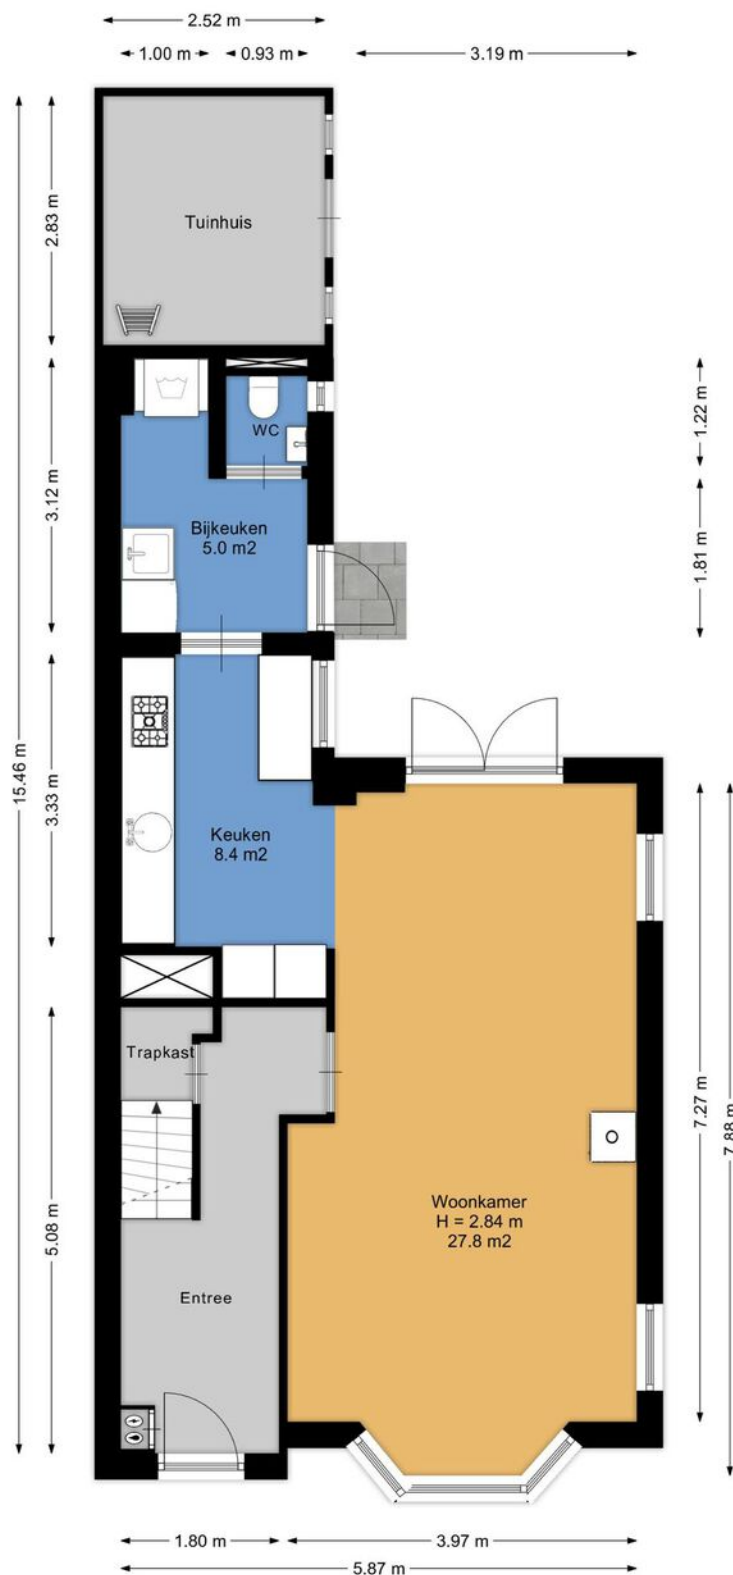 2.52 m
1.00 m
0.93 m
3.19 m
Tuinhuis
2.83 m
WC
1.22 m
Bijkeuken
5.0 m2
3.12 m
1.81 m
15.46 m
Keuken
8.4 m2
3.33 m
Trapkast
7.27 m
7.88 m
Woonkamer
H = 2.84 m
27.8 m2
5.08 m
Entree
1.80 m
3.97 m
5.87 m